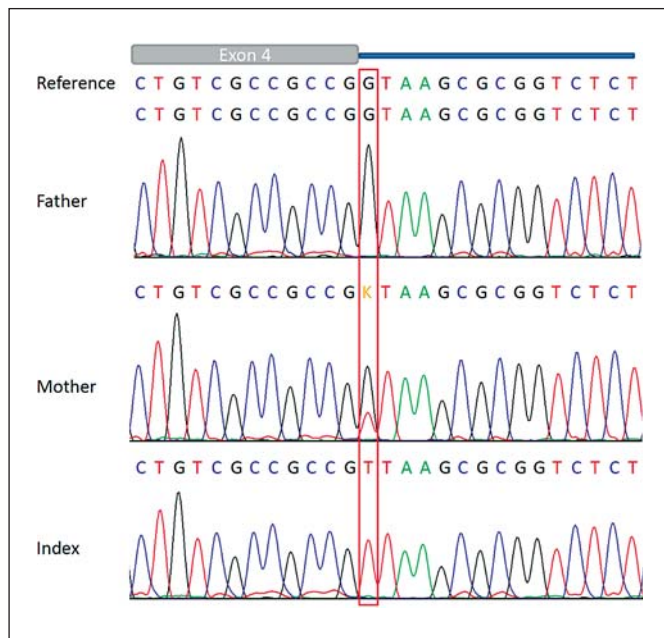 Exon 4
Reference C T G T C G C C G C C G G T A A G C G C G G T C T C T
C T G T C G C C G C C G G T A A G C G C G G T C T C T
Father
C T G T C G C C G C C G K T A A G C G C G G T C T C T
Mother
C T G T C G C C G C C G T T A A G C G C G G T C T C T
Index